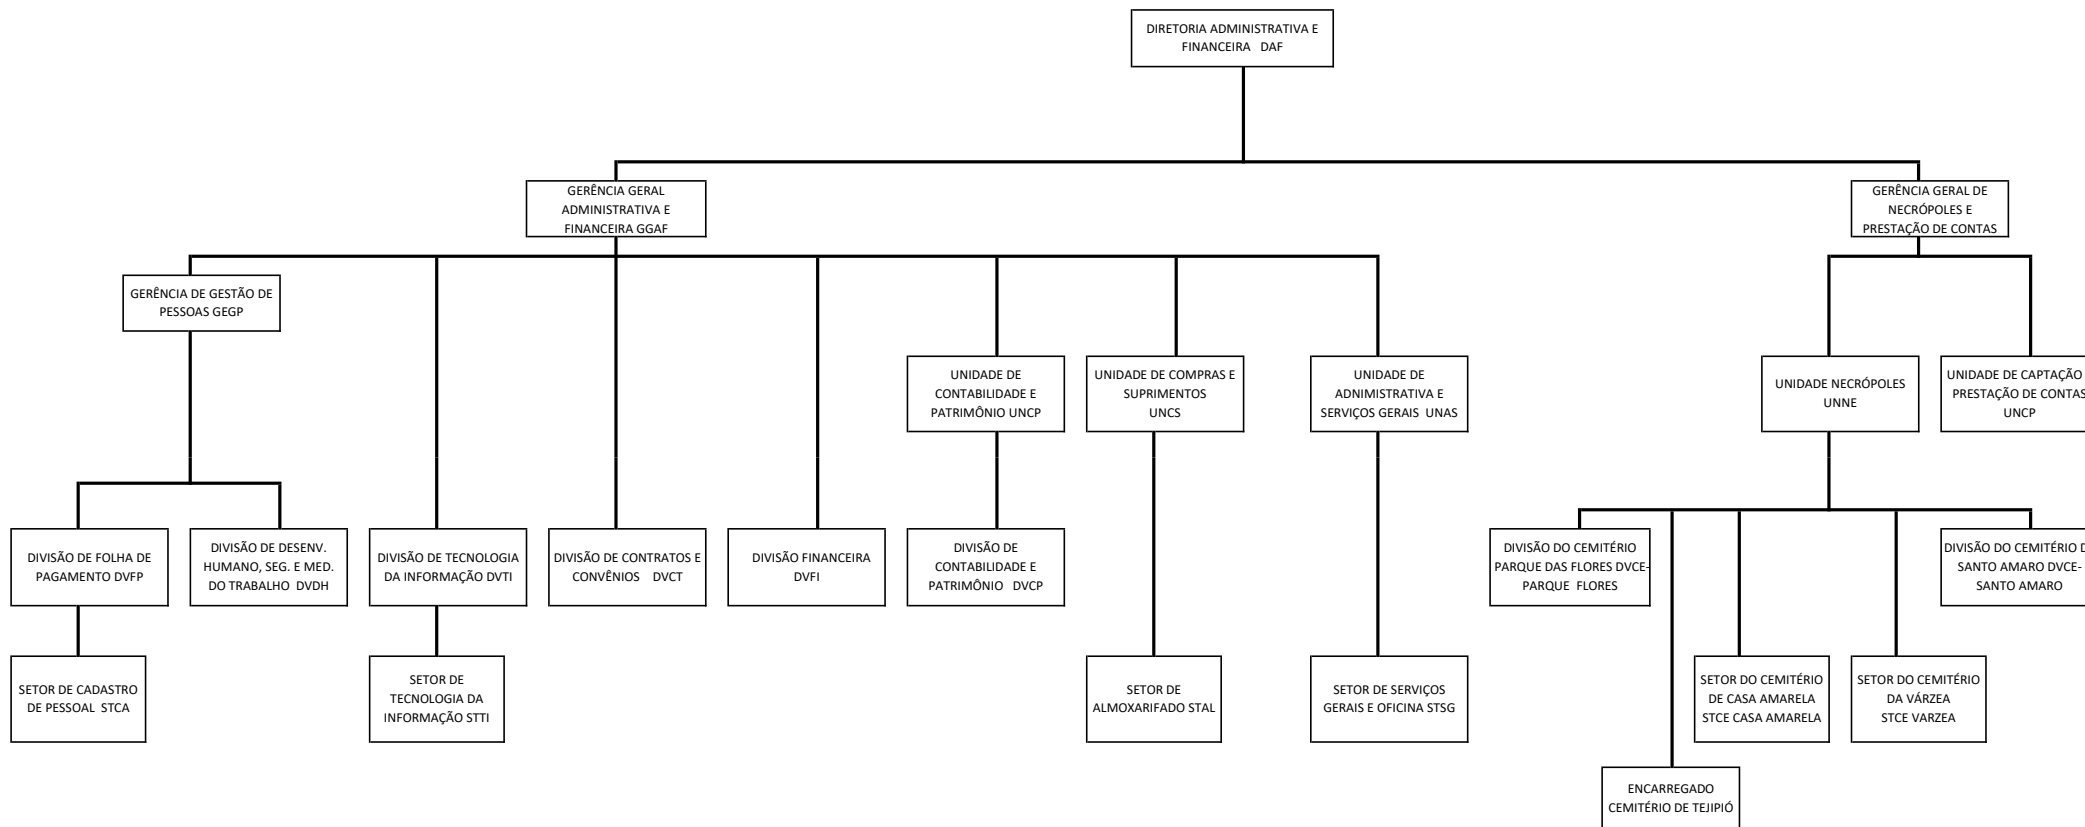 DIRETORIA ADMINISTRATIVA E
FINANCEIRA DAF
GERÊNCIA GERAL
ADMINISTRATIVA E
FINANCEIRA GGAF
GERÊNCIA GERAL DE
NECRÓPOLES E
PRESTAÇÃO DE CONTAS
GERÊNCIA DE GESTÃO DE
PESSOAS GEGP
UNIDADE DE
CONTABILIDADE E
PATRIMÔNIO UNCP
UNIDADE DE COMPRAS E
SUPRIMENTOS
UNCS
UNIDADE DE
ADNIMISTRATIVA E
SERVIÇOS GERAIS UNAS
UNIDADE NECRÓPOLES
UNNE
UNIDADE DE CAPTAÇÃO
PRESTAÇÃO DE CONTAS
UNCP
DIVISÃO DE FOLHA DE
PAGAMENTO DVFP
DIVISÃO DE DESENV.
HUMANO, SEG. E MED.
DO TRABALHO DVDH
DIVISÃO DE TECNOLOGIA
DA INFORMAÇÃO DVTI
DIVISÃO DE CONTRATOS E
CONVÊNIOS DVCT
DIVISÃO FINANCEIRA
DVFI
DIVISÃO DE
CONTABILIDADE E
PATRIMÔNIO DVCP
DIVISÃO DO CEMITÉRIO
PARQUE DAS FLORES DVCE-
PARQUE FLORES
DIVISÃO DO CEMITÉRIO
SANTO AMARO DVCE-
SANTO AMARO
SETOR DE CADASTRO
DE PESSOAL STCA
SETOR DE
TECNOLOGIA DA
INFORMAÇÃO STTI
SETOR DE
ALMOXARIFADO STAL
SETOR DE SERVIÇOS
GERAIS E OFICINA STSG
SETOR DO CEMITÉRIO
DE CASA AMARELA
STCE CASA AMARELA
SETOR DO CEMITÉRIO
DA VÁRZEA
STCE VARZEA
ENCARREGADO
CEMITÉRIO DE TEJIPIÓ